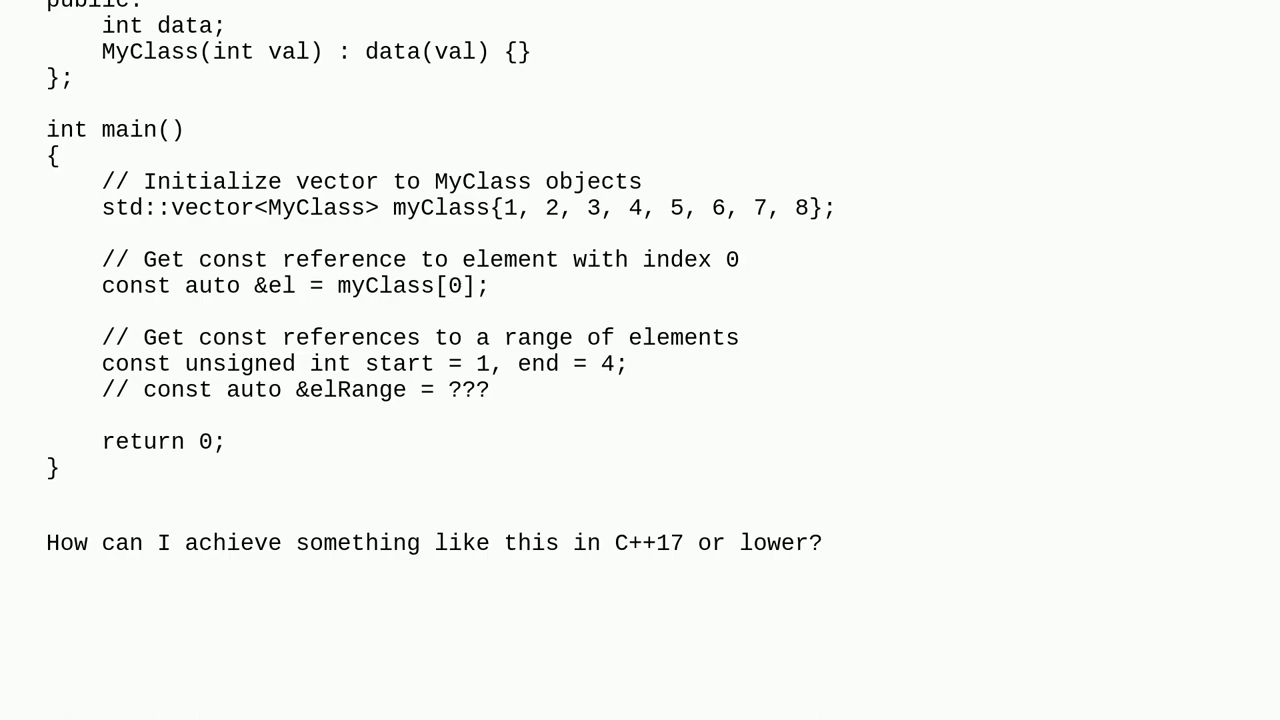 public:
    int data;
    MyClass(int val) : data(val) {}
};

int main()
{
    // Initialize vector to MyClass objects
    std::vector<MyClass> myClass{1, 2, 3, 4, 5, 6, 7, 8};

    // Get const reference to element with index 0
    const auto &el = myClass[0];

    // Get const references to a range of elements
    const unsigned int start = 1, end = 4;
    // const auto &elRange = ???

    return 0;
}

How can I achieve something like this in C++17 or lower?